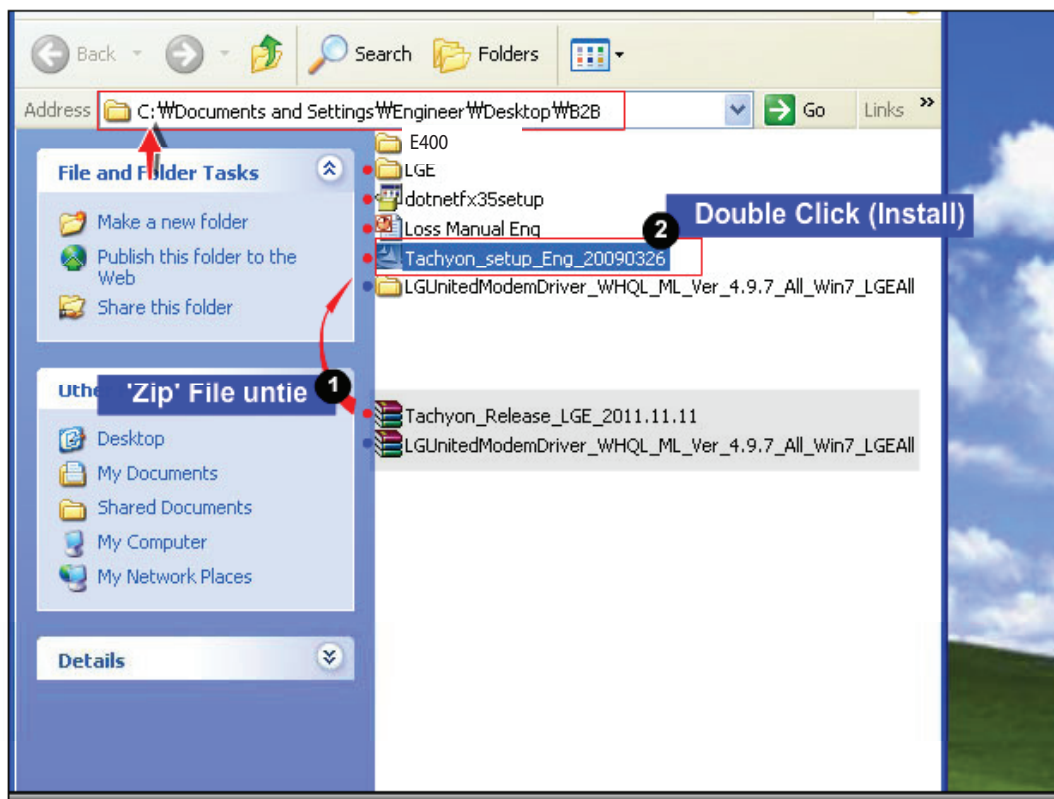 Back
Search
Folders
Address C:₩Documents and Settings₩Engineer₩Desktop₩B2B Go Links »
File and Folder Tasks
Make a new folder
Publish this folder to the
Web
Share this folder
E400
LGE
dotnetfx35setup
Loss Manual Eng
2 Double Click (Install)
Tachyon_setup_Eng_20090326
LGUnitedModemDriver_WHQL_ML_Ver_4.9.7_All_Win7_LGEAll
'Zip' File untie 1
Tachyon_Release_LGE_2011.11.11
LGUnitedModemDriver_WHQL_ML_Ver_4.9.7_All_Win7_LGEAll
Desktop
My Documents
Shared Documents
My Computer
My Network Places
Details